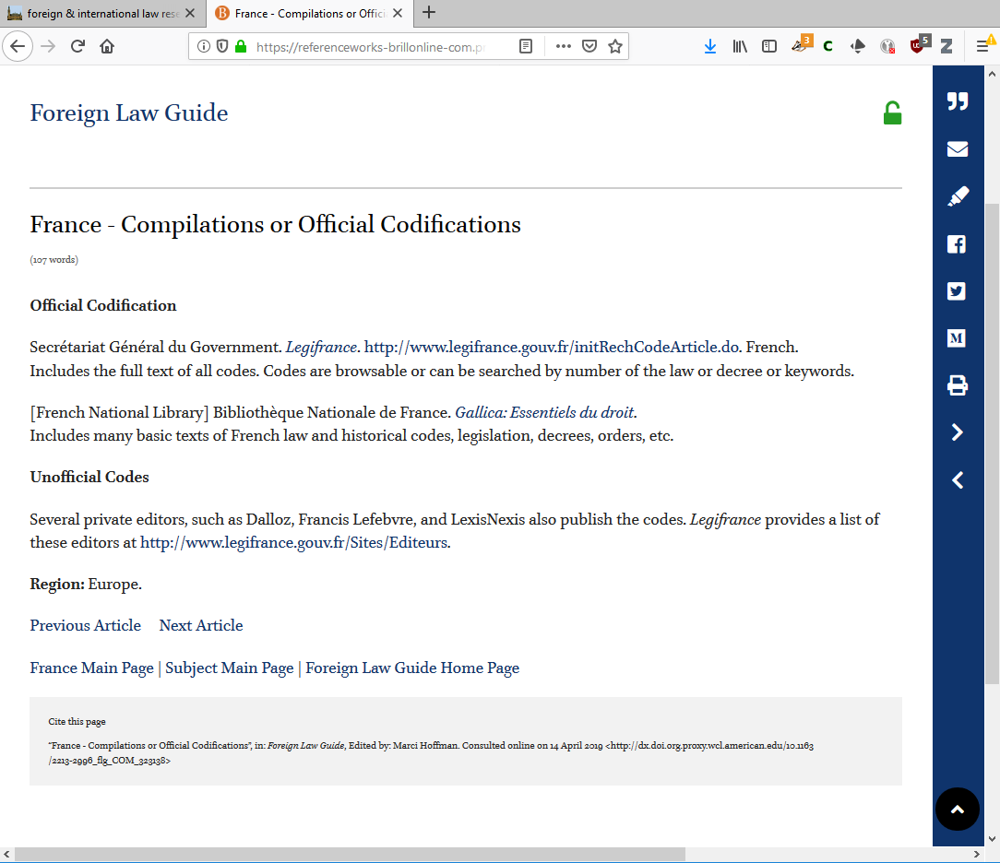 foreign & international law rese
France - Compilations or Offici
https://referenceworks-brillonline-com.p
3
C
5
Z
Foreign Law Guide
France - Compilations or Official Codifications
(107 words)
Official Codification
Secrétariat Général du Government. Legifrance. http://www.legifrance.gouv.fr/initRechCodeArticle.do. French.
Includes the full text of all codes. Codes are browsable or can be searched by number of the law or decree or keywords.
[French National Library] Bibliothèque Nationale de France. Gallica: Essentiels du droit.
Includes many basic texts of French law and historical codes, legislation, decrees, orders, etc.
Unofficial Codes
Several private editors, such as Dalloz, Francis Lefebvre, and LexisNexis also publish the codes. Legifrance provides a list of
these editors at http://www.legifrance.gouv.fr/Sites/Editeurs.
Region: Europe.
Previous Article Next Article
France Main Page | Subject Main Page | Foreign Law Guide Home Page
Cite this page
“France - Compilations or Official Codifications”, in: Foreign Law Guide, Edited by: Marci Hoffman. Consulted online on 14 April 2019 <http://dx.doi.org.proxy.wcl.american.edu/10.1163
/2213-2996_flg_COM_323138>